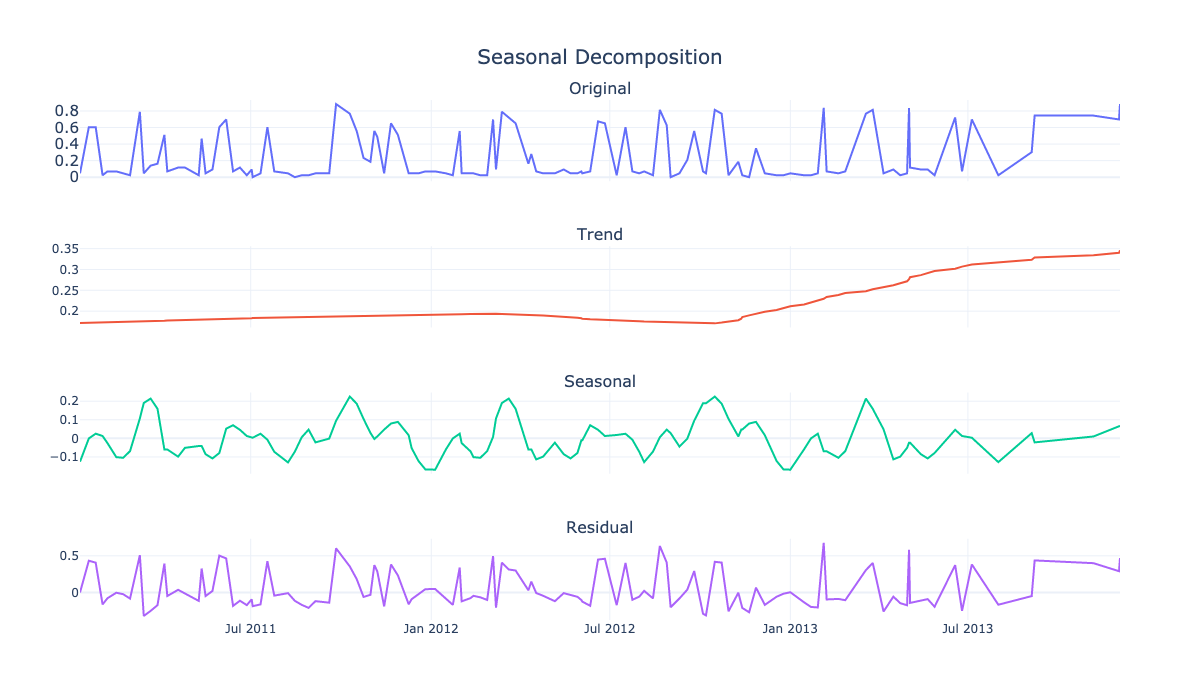 Seasonal Decomposition
Original
0.8
0.6
0.4
0.2
0
Trend
0.35
0.3
0.25
0.2
Seasonal
0.2
0.1
0
−0.1
Residual
0.5
0
Jul 2011 Jan 2012 Jul 2012 Jan 2013 Jul 2013